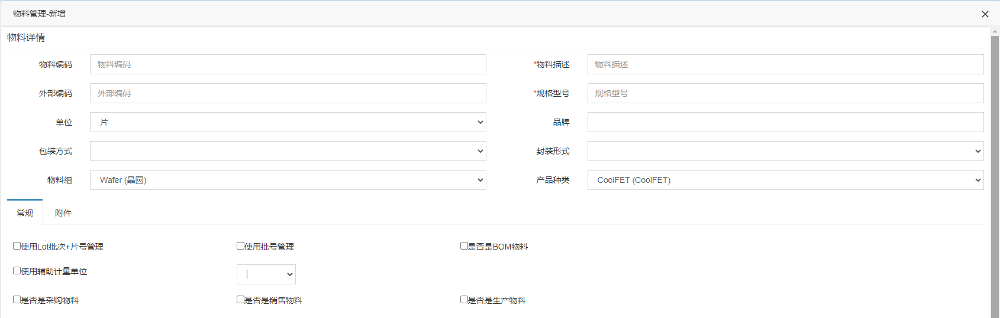 物料管理-新增
物料详情
物料编码 物料编码 *物料描述 物料描述
外部编码 外部编码 *规格型号 规格型号
单位 片 品牌
包装方式 封装形式
物料组 Wafer (晶圆) 产品种类 CoolFET (CoolFET)
常规 附件
使用Lot批次+片号管理 使用批号管理 是否是BOM物料
使用辅助计量单位
是否是采购物料 是否是销售物料 是否是生产物料